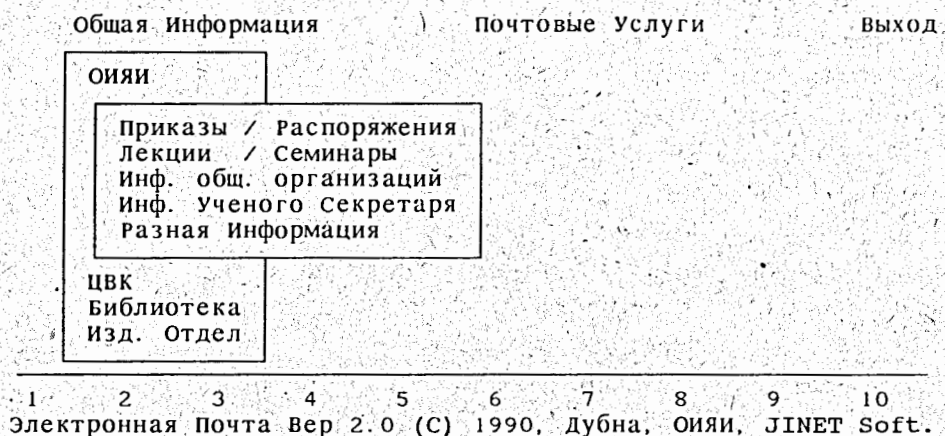 Общая Информация Почтовые Услуги Выход
ОИЯИ
Приказы / Распоряжения
Лекции / Семинары
Инф. общ. организаций
Инф. Ученого Секретаря
Разная Информация
ЦВК
Библиотека
Изд. Отдел
1 2 3 4 5 6 7 8 9 10
Электронная Почта Вер 2.0 (C) 1990, Дубна, ОИЯИ, JINET Soft.